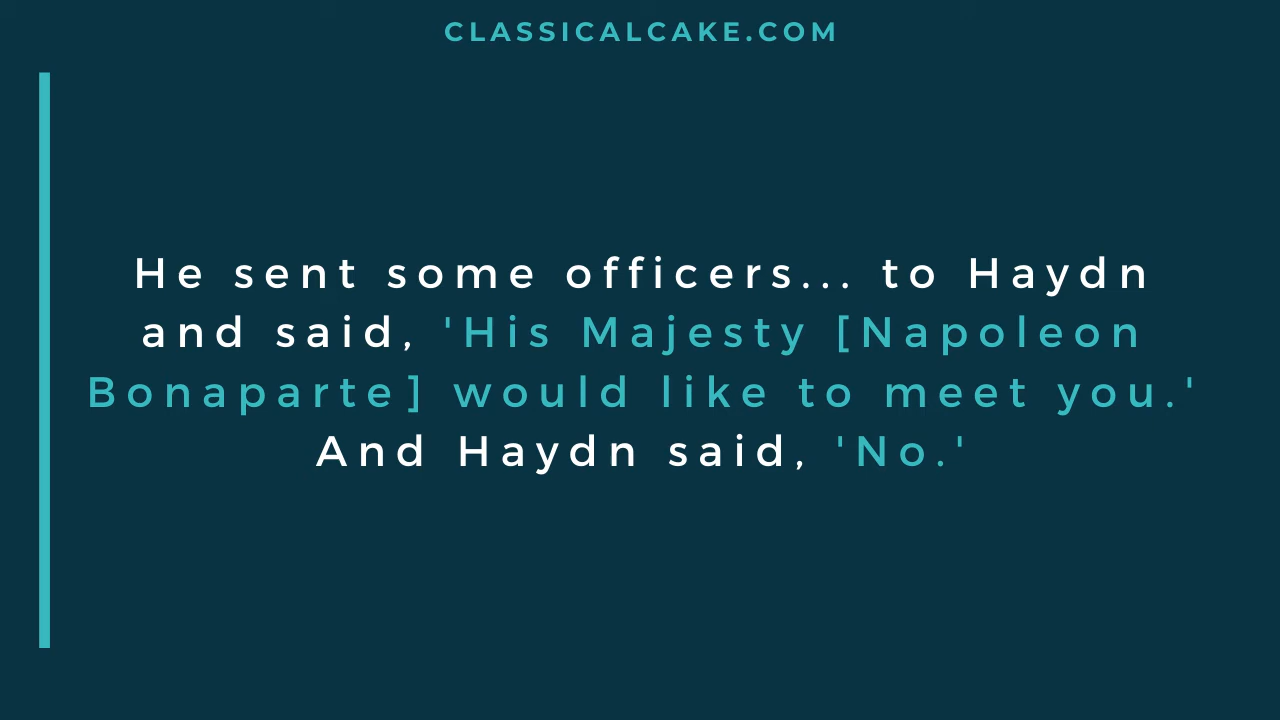 CLASSICALCAKE.COM
He sent some officers... to Haydn
and said, 'His Majesty [Napoleon
Bonaparte] would like to meet you.'
And Haydn said, 'No.'